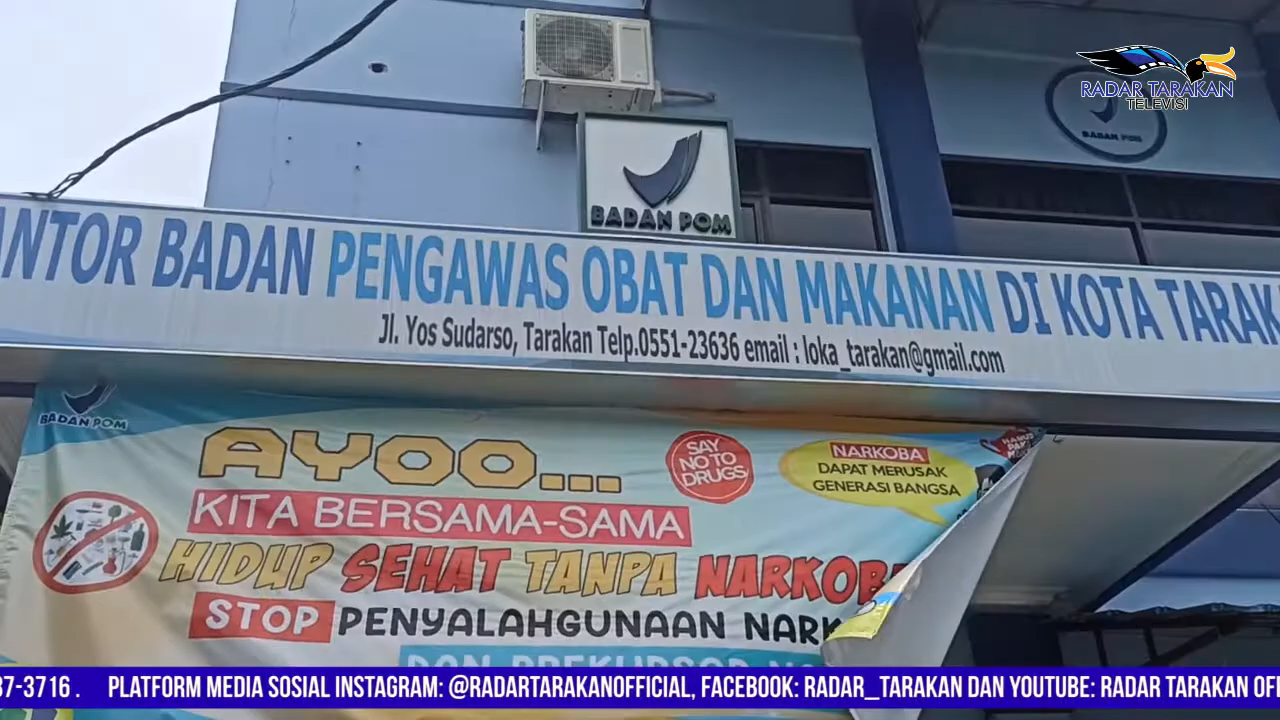 RADAR TARAKAN
TELEVISI
BADAN POM
BADAN POM
ANTOR BADAN PENGAWAS OBAT DAN MAKANAN DI KOTA TARAK
Jl. Yos Sudarso, Tarakan Telp.0551-23636 email : loka_tarakan@gmail.com
BADAN POM
AYOO...
SAY
NO TO
DRUGS
NARKOBA
DAPAT MERUSAK
GENERASI BANGSA
KITA BERSAMA-SAMA
HIDUP SEHAT TANPA NARKOB
STOP PENYALAHGUNAAN NARK
DAN PREKURSOR
37-3716 . PLATFORM MEDIA SOSIAL INSTAGRAM: @RADARTARAKANOFFICIAL, FACEBOOK: RADAR_TARAKAN DAN YOUTUBE: RADAR TARAKAN OFF